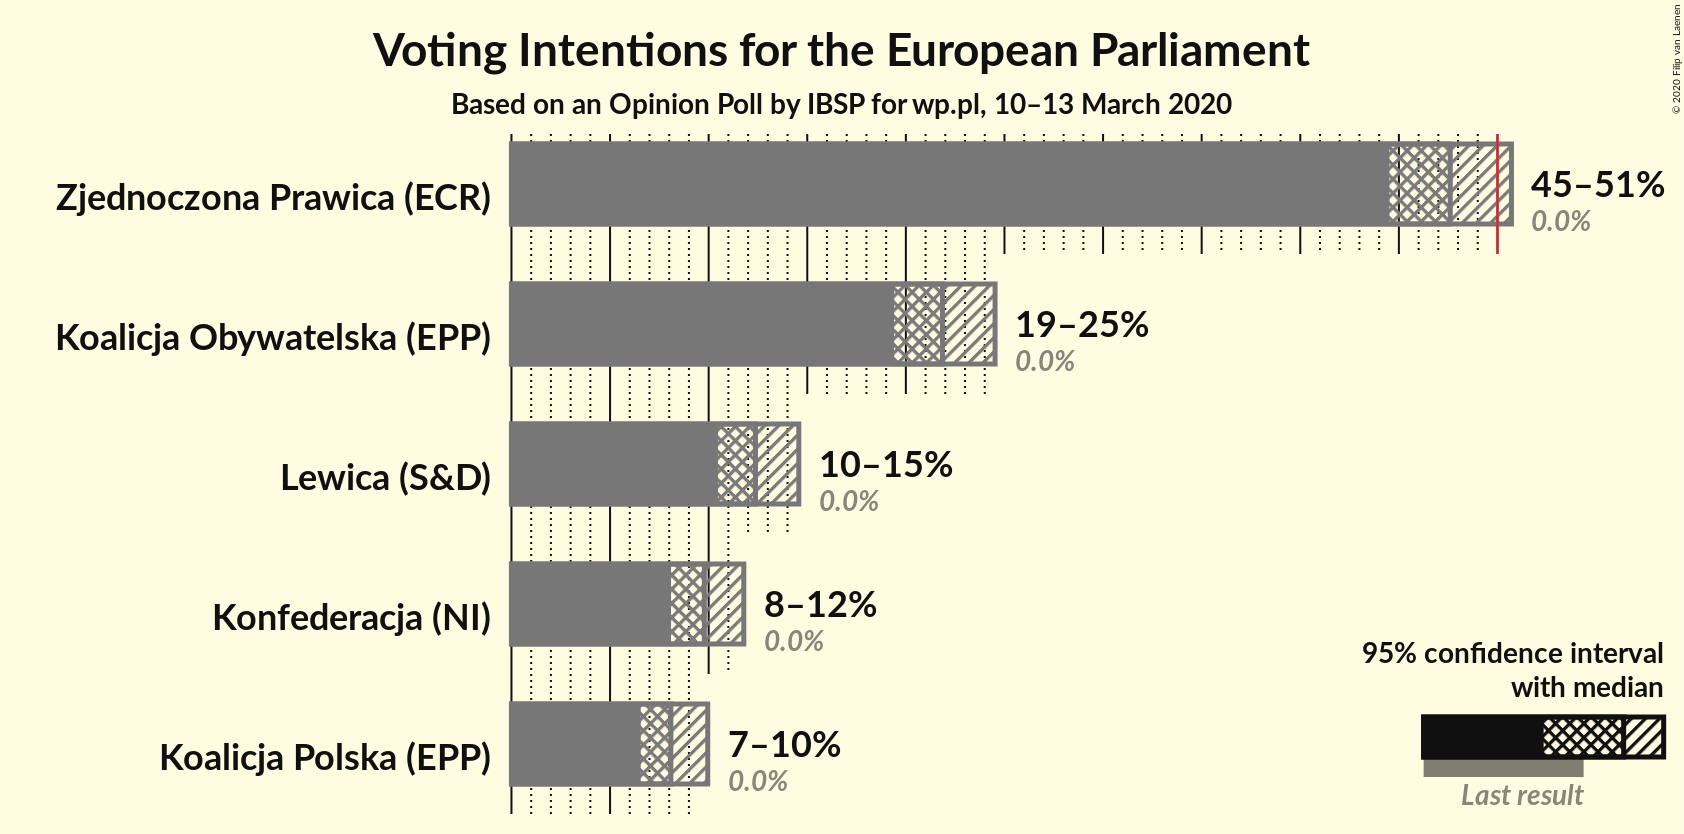 Voting Intentions for the European Parliament
Based on an Opinion Poll by IBSP for wp.pl, 10–13 March 2020
© 2020 Filip van Laenen
Zjednoczona Prawica (ECR)
45–51%
0.0%
Koalicja Obywatelska (EPP)
19–25%
0.0%
Lewica (S&D)
10–15%
0.0%
Konfederacja (NI)
8–12%
0.0%
Koalicja Polska (EPP)
7–10%
0.0%
95% confidence interval
with median
Last result